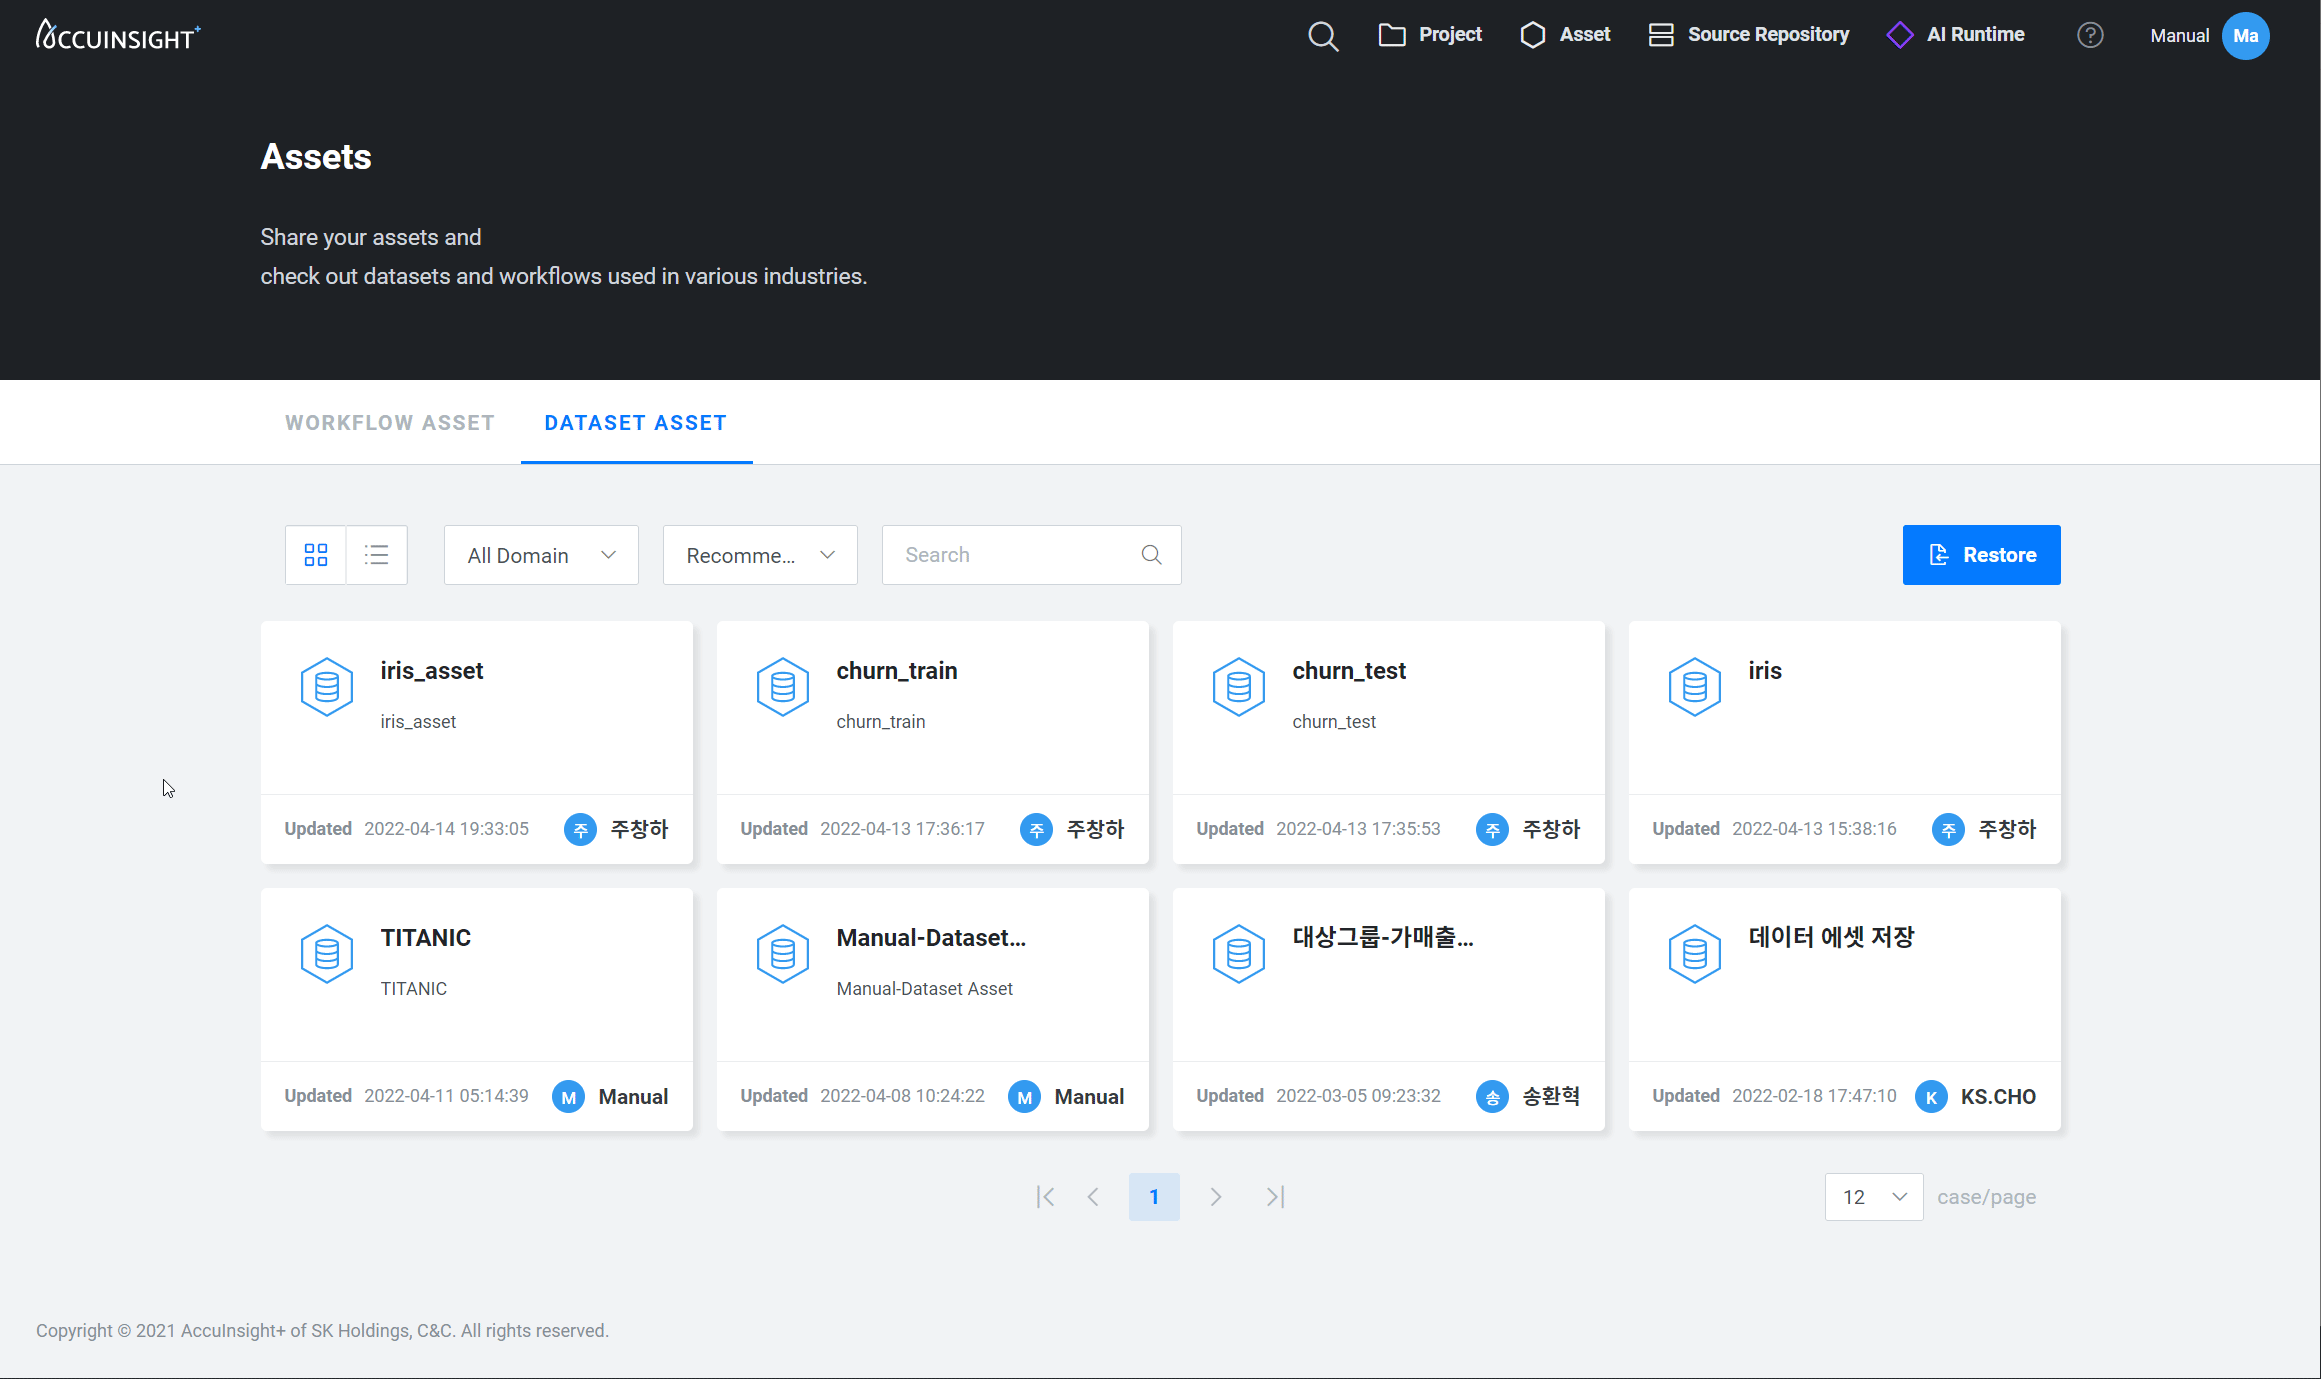 ACCUINSIGHT+
Project
Asset
Source Repository
AI Runtime
?
Manual
Ma
Assets
Share your assets and
check out datasets and workflows used in various industries.
WORKFLOW ASSET
DATASET ASSET
All Domain
Recomme...
Search
Restore
iris_asset
iris_asset
Updated 2022-04-14 19:33:05 주 주창하
churn_train
churn_train
Updated 2022-04-13 17:36:17 주 주창하
churn_test
churn_test
Updated 2022-04-13 17:35:53 주 주창하
iris
Updated 2022-04-13 15:38:16 주 주창하
TITANIC
TITANIC
Updated 2022-04-11 05:14:39 M Manual
Manual-Dataset...
Manual-Dataset Asset
Updated 2022-04-08 10:24:22 M Manual
대상그룹-가매출...
Updated 2022-03-05 09:23:32 송 송환혁
데이터 에셋 저장
Updated 2022-02-18 17:47:10 K KS.CHO
1
12
case/page
Copyright © 2021 AccuInsight+ of SK Holdings, C&C. All rights reserved.